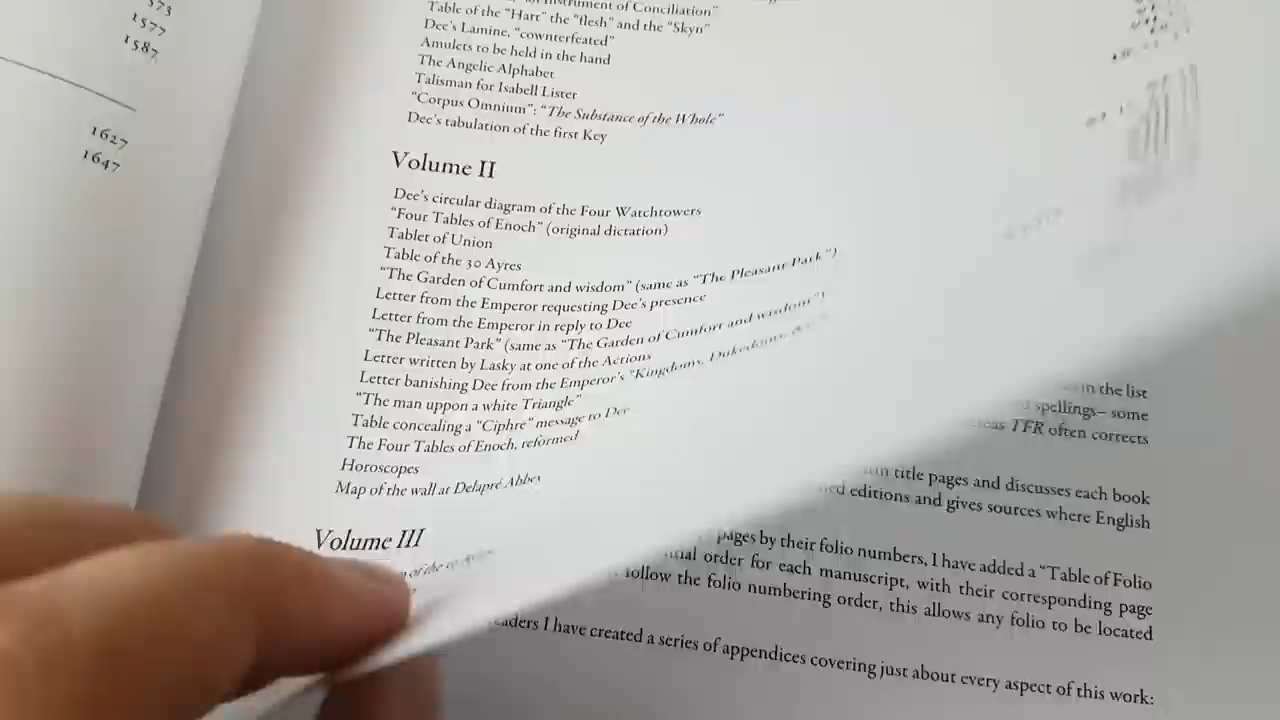 1577
1587
1627
1647
Instrument of Conciliation"
Table of the "Hart" the "flesh" and the "Skyn"
Dee's Lamine, "cownterfeated"
Amulets to be held in the hand
The Angelic Alphabet
Talisman for Isabell Lister
"Corpus Omnium": "The Substance of the Whole"
Dee's tabulation of the first Key
Volume II
Dee's circular diagram of the Four Watchtowers
"Four Tables of Enoch" (original dictation)
Tablet of Union
Table of the 30 Ayres
"The Garden of Cumfort and wisdom" (same as "The Pleasant Park")
Letter from the Emperor requesting Dee's presence
Letter from the Emperor in reply to Dee
"The Pleasant Park" (same as "The Garden of Cumfort and wisdom")
Letter written by Lasky at one of the Actions
Letter banishing Dee from the Emperor's "Kingdoms, Dukedoms,
"The man uppon a white Triangle"
Table concealing a "Ciphre" message to Dee
The Four Tables of Enoch, reformed
Horoscopes
Map of the wall at Delapré Abbey
Volume III
of the
in the list
spellings– some
TFR often corrects
title pages and discusses each book
editions and gives sources where English
pages by their folio numbers, I have added a "Table of Folio
order for each manuscript, with their corresponding page
follow the folio numbering order, this allows any folio to be located
I have created a series of appendices covering just about every aspect of this work: